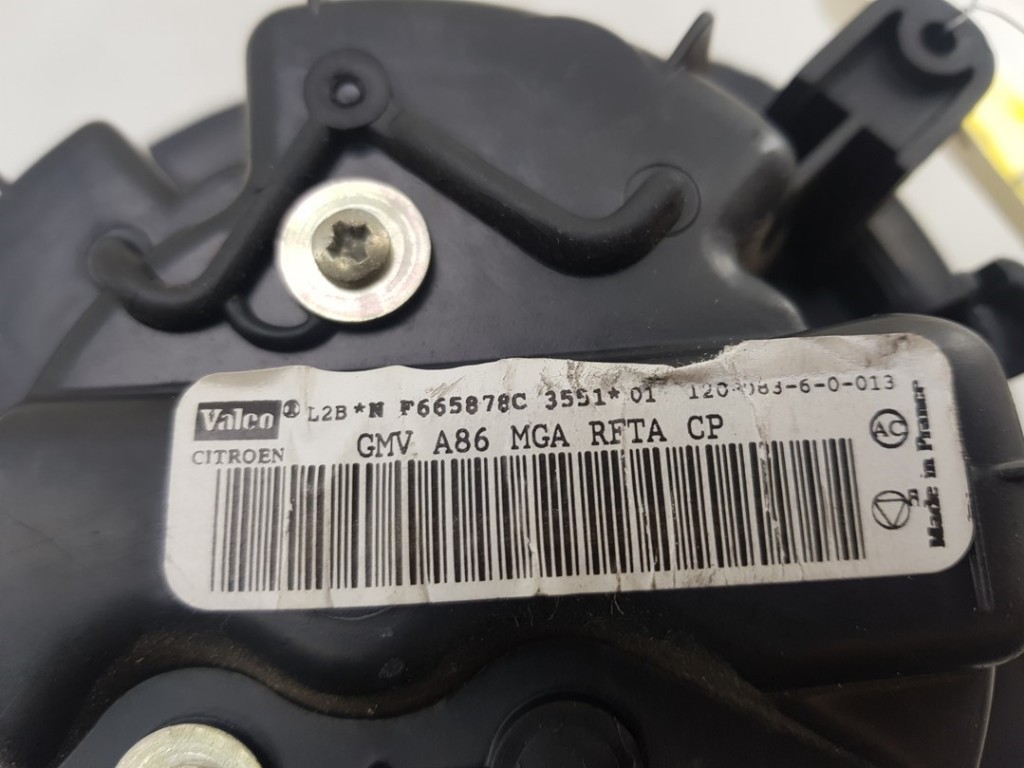 Valeo L2B *N F665878C 3551* 01
CITROEN GMV A86 MGA RFTA CP
AC
Made in France